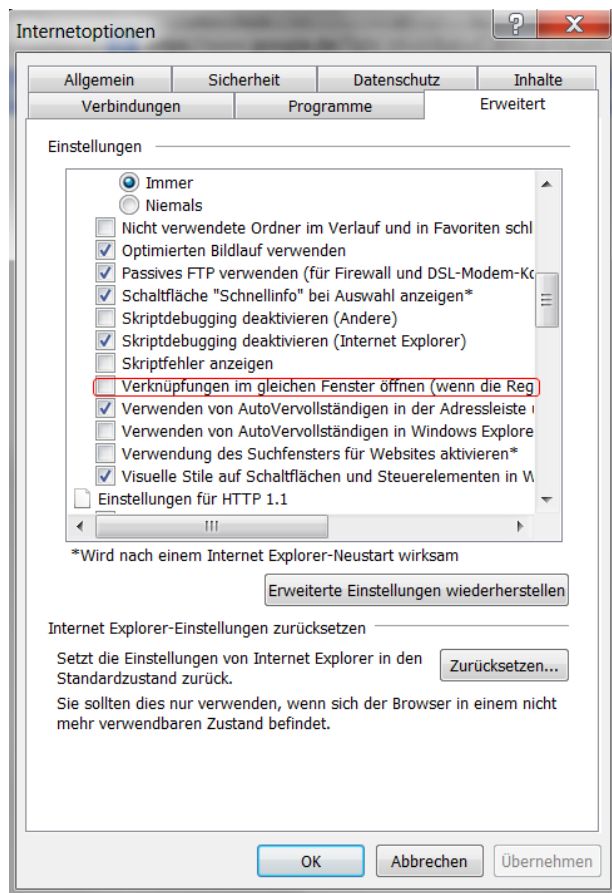 Internetoptionen
Allgemein
Sicherheit
Datenschutz
Inhalte
Verbindungen
Programme
Erweitert
Einstellungen
Immer
Niemals
Nicht verwendete Ordner im Verlauf und in Favoriten schl
Optimierten Bildlauf verwenden
Passives FTP verwenden (für Firewall und DSL-Modem-Ko
Schaltfläche "Schnellinfo" bei Auswahl anzeigen*
Skriptdebugging deaktivieren (Andere)
Skriptdebugging deaktivieren (Internet Explorer)
Skriptfehler anzeigen
Verknüpfungen im gleichen Fenster öffnen (wenn die Reg
Verwenden von AutoVervollständigen in der Adressleiste
Verwenden von AutoVervollständigen in Windows Explore
Verwendung des Suchfensters für Websites aktivieren*
Visuelle Stile auf Schaltflächen und Steuerelementen in W
Einstellungen für HTTP 1.1
*Wird nach einem Internet Explorer-Neustart wirksam
Erweiterte Einstellungen wiederherstellen
Internet Explorer-Einstellungen zurücksetzen
Setzt die Einstellungen von Internet Explorer in den
Standardzustand zurück.
Zurücksetzen...
Sie sollten dies nur verwenden, wenn sich der Browser in einem nicht
mehr verwendbaren Zustand befindet.
OK
Abbrechen
Übernehmen